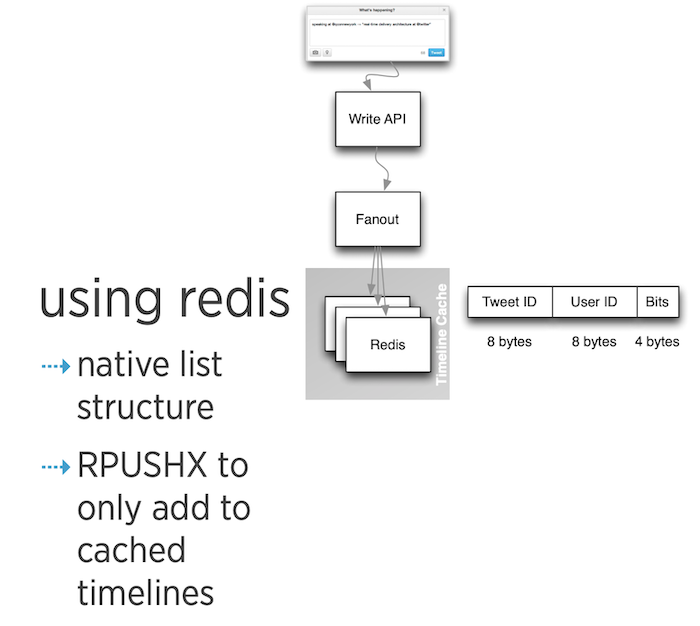 What's happening?
speaking at @qconnewyork -- "real-time delivery architecture at @twitter"
Tweet
Write API
Fanout
using redis
Redis
Timeline Cache
Tweet ID
User ID
Bits
8 bytes
8 bytes
4 bytes
native list
structure
RPUSHX to
only add to
cached
timelines